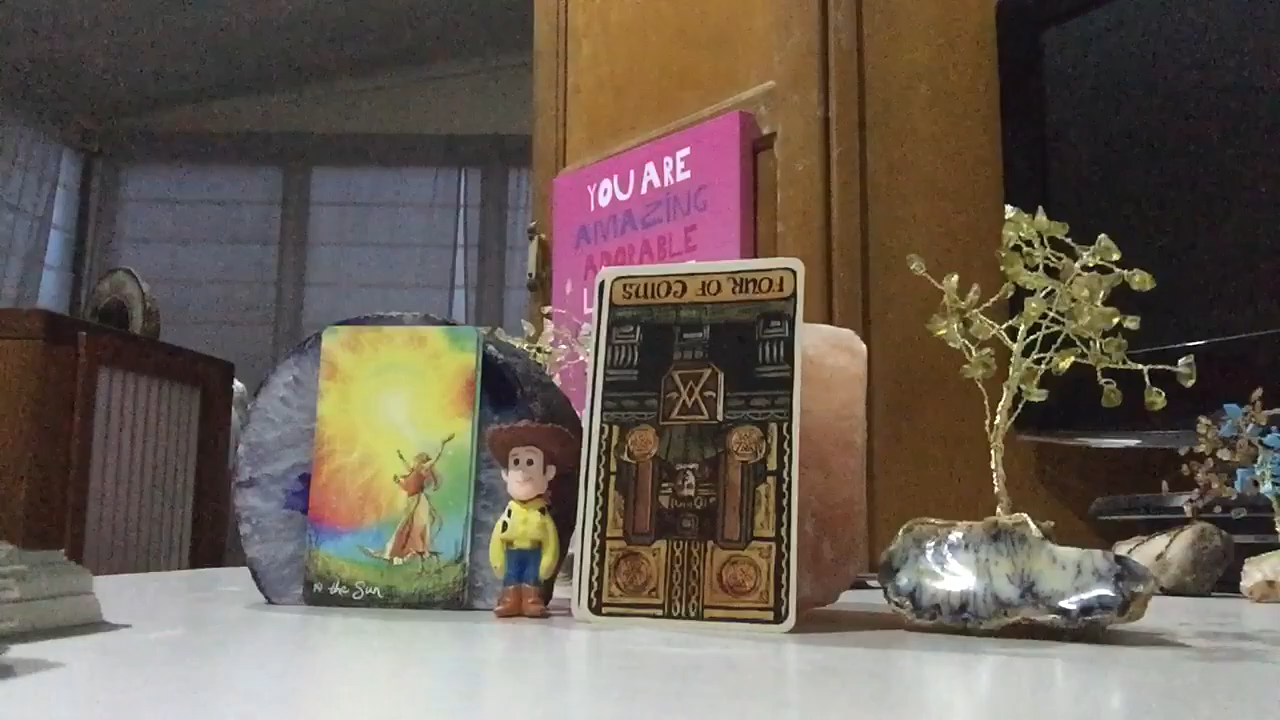 YOU ARE
AMAZING
ADORABLE
L
FOUR OF COINS
the Sun